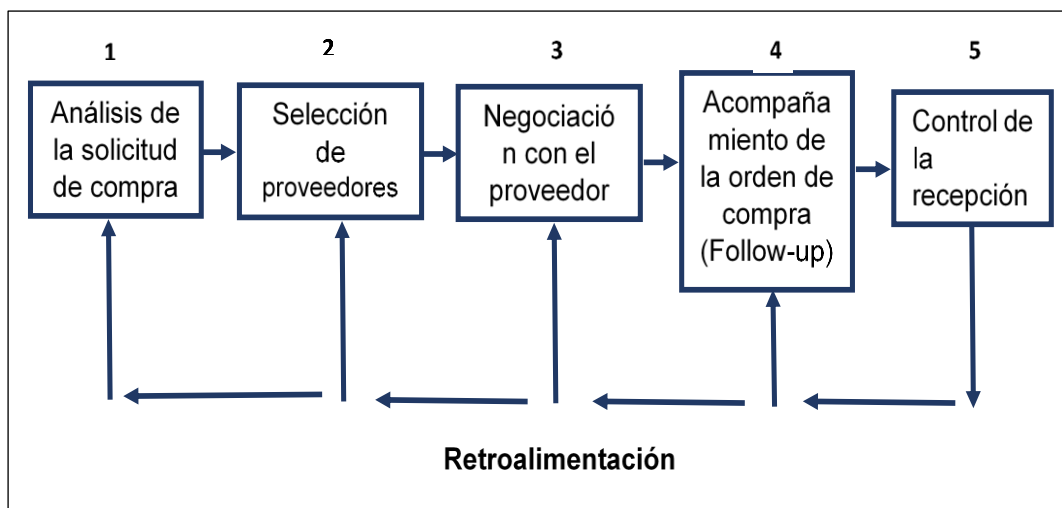 1
Análisis de
la solicitud
de compra
2
Selección
de
proveedores
3
Negociació
n con el
proveedor
4
Acompaña
miento de
la orden de
compra
(Follow-up)
5
Control de
la
recepción
Retroalimentación